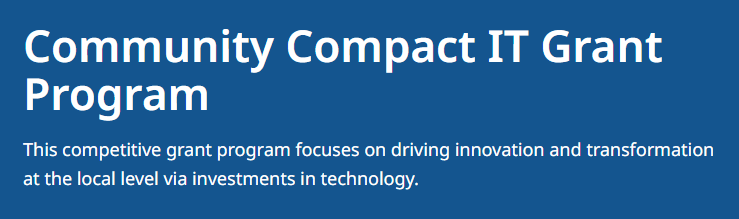 Community Compact IT Grant
Program
This competitive grant program focuses on driving innovation and transformation
at the local level via investments in technology.